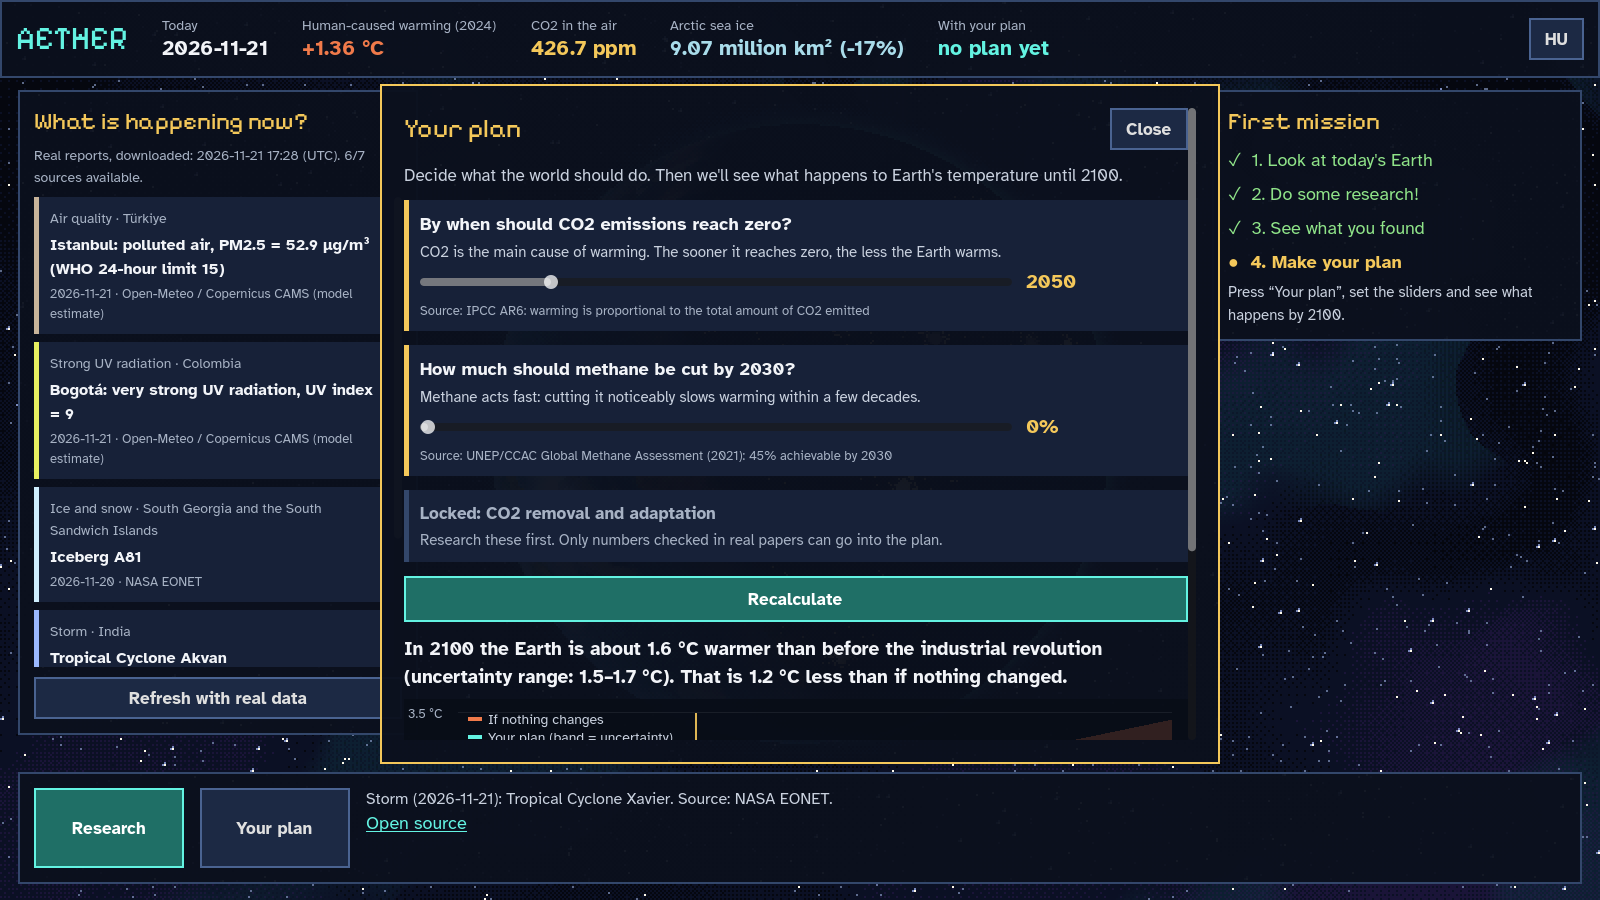 AETHER
Today
2026-11-21
Human-caused warming (2024)
+1.36 °C
CO2 in the air
426.7 ppm
Arctic sea ice
9.07 million km² (-17%)
With your plan
no plan yet
HU
What is happening now?
Real reports, downloaded: 2026-11-21 17:28 (UTC). 6/7
sources available.
Air quality · Türkiye
Istanbul: polluted air, PM2.5 = 52.9 µg/m³
(WHO 24-hour limit 15)
2026-11-21 · Open-Meteo / Copernicus CAMS (model
estimate)
Strong UV radiation · Colombia
Bogotá: very strong UV radiation, UV index
= 9
2026-11-21 · Open-Meteo / Copernicus CAMS (model
estimate)
Ice and snow · South Georgia and the South
Sandwich Islands
Iceberg A81
2026-11-20 · NASA EONET
Storm · India
Tropical Cyclone Akvan
Refresh with real data
Your plan
Close
Decide what the world should do. Then we'll see what happens to Earth's temperature until 2100.
By when should CO2 emissions reach zero?
CO2 is the main cause of warming. The sooner it reaches zero, the less the Earth warms.
2050
Source: IPCC AR6: warming is proportional to the total amount of CO2 emitted
How much should methane be cut by 2030?
Methane acts fast: cutting it noticeably slows warming within a few decades.
0%
Source: UNEP/CCAC Global Methane Assessment (2021): 45% achievable by 2030
Locked: CO2 removal and adaptation
Research these first. Only numbers checked in real papers can go into the plan.
Recalculate
In 2100 the Earth is about 1.6 °C warmer than before the industrial revolution
(uncertainty range: 1.5–1.7 °C). That is 1.2 °C less than if nothing changed.
3.5 °C
If nothing changes
Your plan (band = uncertainty)
First mission
✓ 1. Look at today's Earth
✓ 2. Do some research!
✓ 3. See what you found
● 4. Make your plan
Press “Your plan”, set the sliders and see what
happens by 2100.
Research
Your plan
Storm (2026-11-21): Tropical Cyclone Xavier. Source: NASA EONET.
Open source